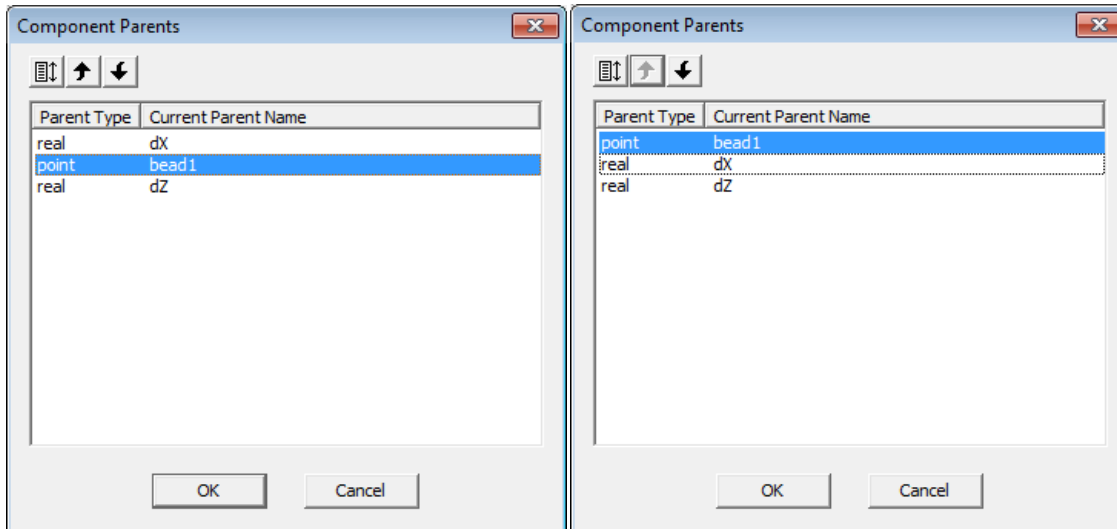 Component Parents
Parent Type Current Parent Name
real dX
point bead1
real dZ
OK Cancel
Component Parents
Parent Type Current Parent Name
point bead1
real dX
real dZ
OK Cancel